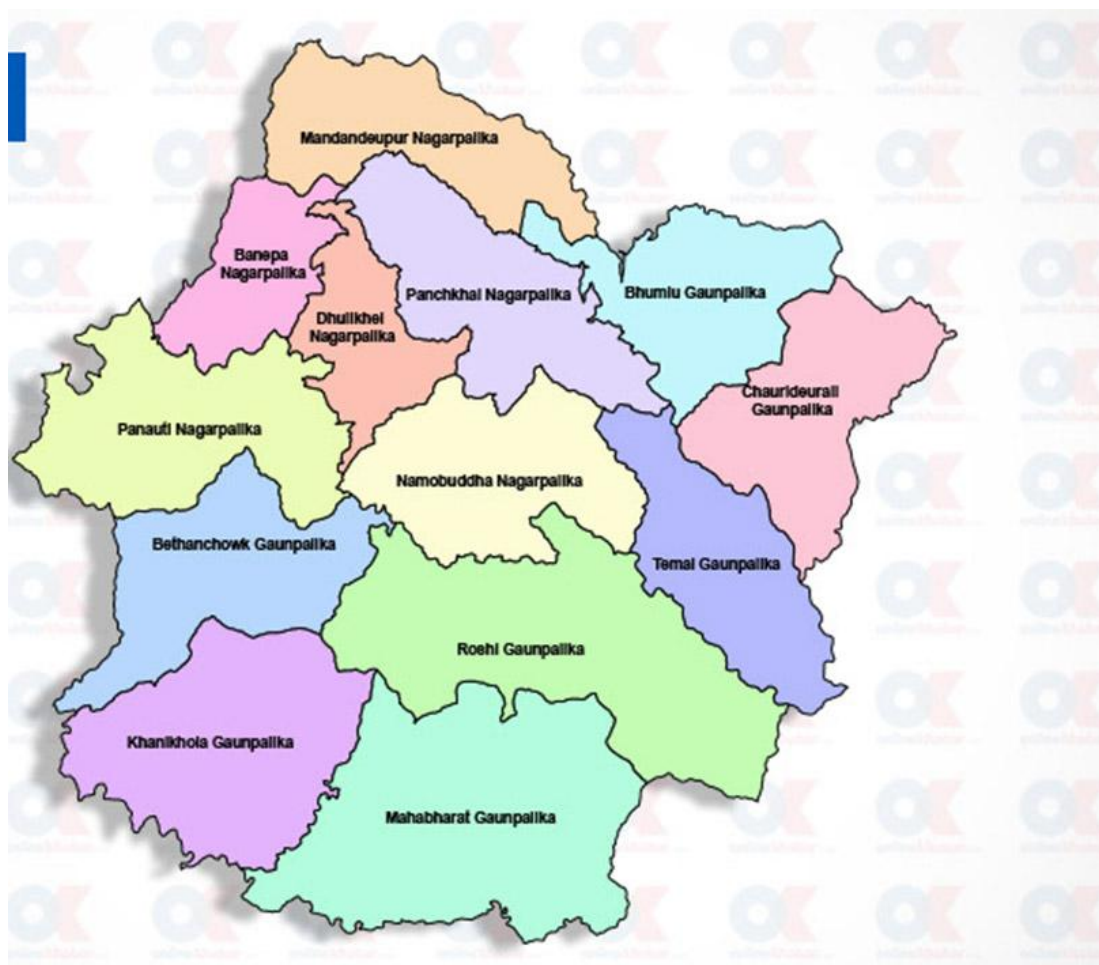 Mandandeupur Nagarpalika
Banepa
Nagarpalika
Panchkhal Nagarpalika
Bhumlu Gaunpalika
Dhulikhel
Nagarpalika
Chaurideurali
Gaunpalika
Panauti Nagarpalika
Namobuddha Nagarpalika
Bethanchowk Gaunpalika
Temal Gaunpalika
Roshi Gaunpalika
Khanikhola Gaunpalika
Mahabharat Gaunpalika